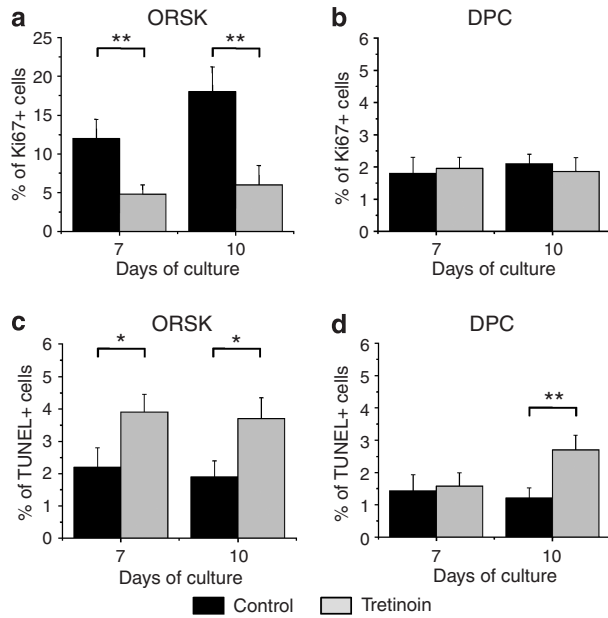 a ORSK
25
20
15
10
5
0
% of Ki67+ cells
** **
7 10
Days of culture
b DPC
6
5
4
3
2
1
0
% of Ki67+ cells
7 10
Days of culture
c ORSK
6
5
4
3
2
1
0
% of TUNEL+ cells
* *
7 10
Days of culture
d DPC
6
5
4
3
2
1
0
% of TUNEL+ cells
**
7 10
Days of culture
Control Tretinoin